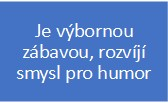 Je výbornou
zábavou, rozvíjí
smysl pro humor